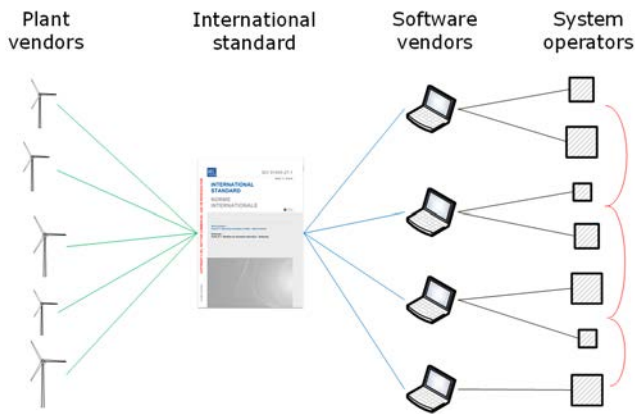 Plant
vendors
International
standard
Software
vendors
System
operators
INTERNATIONAL
STANDARD
NORME
INTERNATIONALE